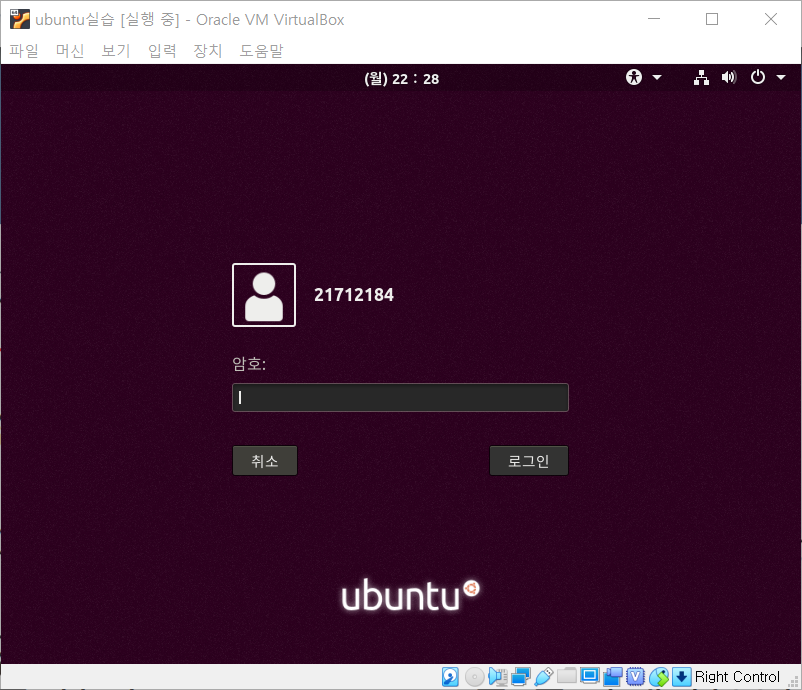 ubuntu실습 [실행 중] - Oracle VM VirtualBox
파일 머신 보기 입력 장치 도움말
(월) 22 : 28
21712184
암호:
취소 로그인
ubuntu
Right Control